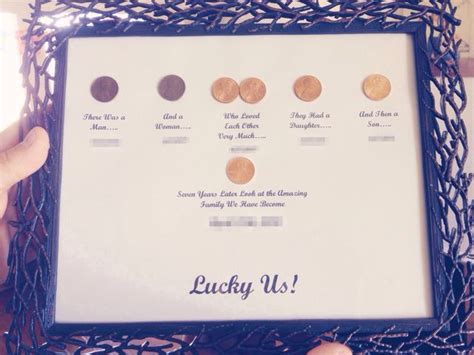 There Was a
Man.....
And a
Woman.....
Who Loved
Each Other
Very Much....
They Had a
Daughter....
And Then a
Son....
Seven Years Later Look at the Amazing
Family We Have Become
Lucky Us!